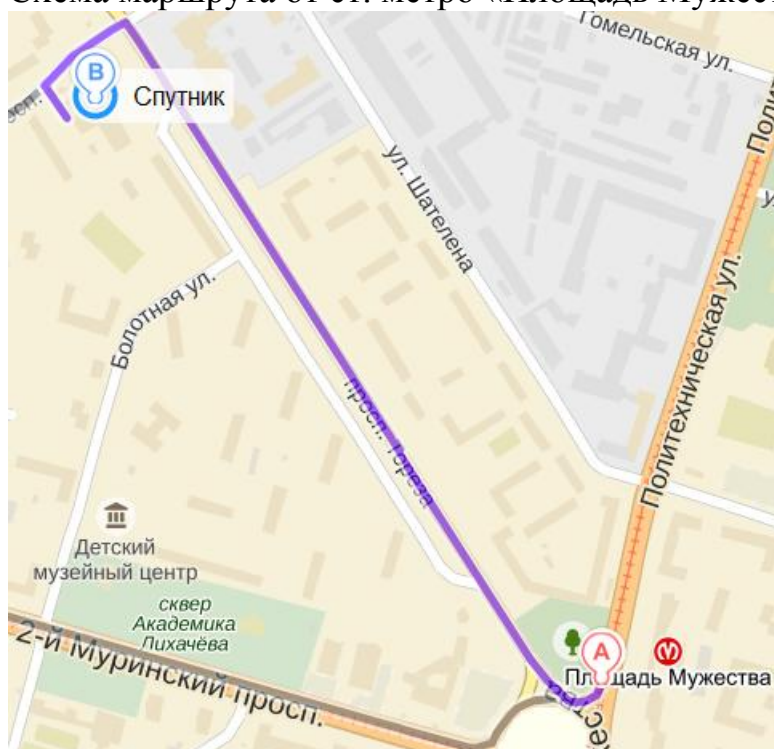 Схема маршрута от ст. метро «Площадь Мужес
Гомельская ул.
В
Спутник
ул. Шателена
Болотная ул.
Политехническая ул.
просп. Тореза
Детский
музейный центр
сквер
Академика
Лихачёва
2-й Муринский просп.
А
Площадь Мужества